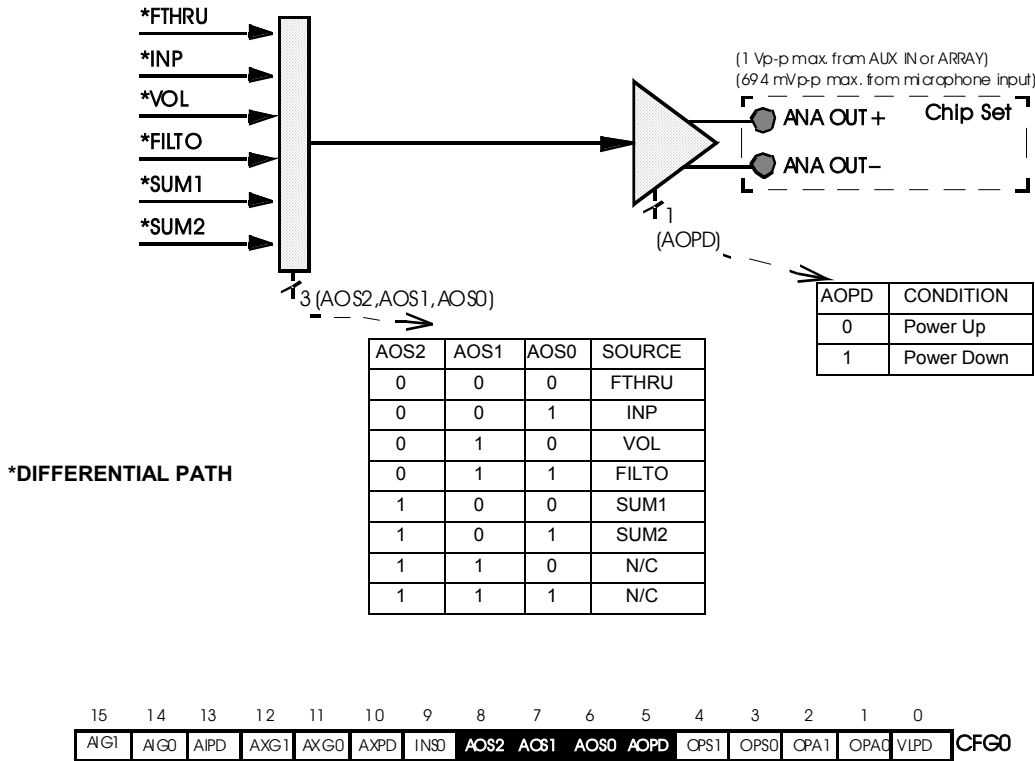 *FTHRU
*INP
*VOL
*FILTO
*SUM1
*SUM2
(1 Vp-p max. from AUX IN or ARRAY)
(694 mVp-p max. from microphone input)
Chip Set
ANA OUT+
ANA OUT–
1
(AOPD)
3 (AOS2,AOS1,AOS0)
AOPD CONDITION
0 Power Up
1 Power Down
AOS2 AOS1 AOS0 SOURCE
0 0 0 FTHRU
0 0 1 INP
0 1 0 VOL
0 1 1 FILTO
1 0 0 SUM1
1 0 1 SUM2
1 1 0 N/C
1 1 1 N/C
*DIFFERENTIAL PATH
15 14 13 12 11 10 9 8 7 6 5 4 3 2 1 0
AIG1 AIG0 AIPD AXG1 AXG0 AXPD INS0 AOS2 AOS1 AOS0 AOPD OPS1 OPS0 OPA1 OPA0 VLPD CFG0